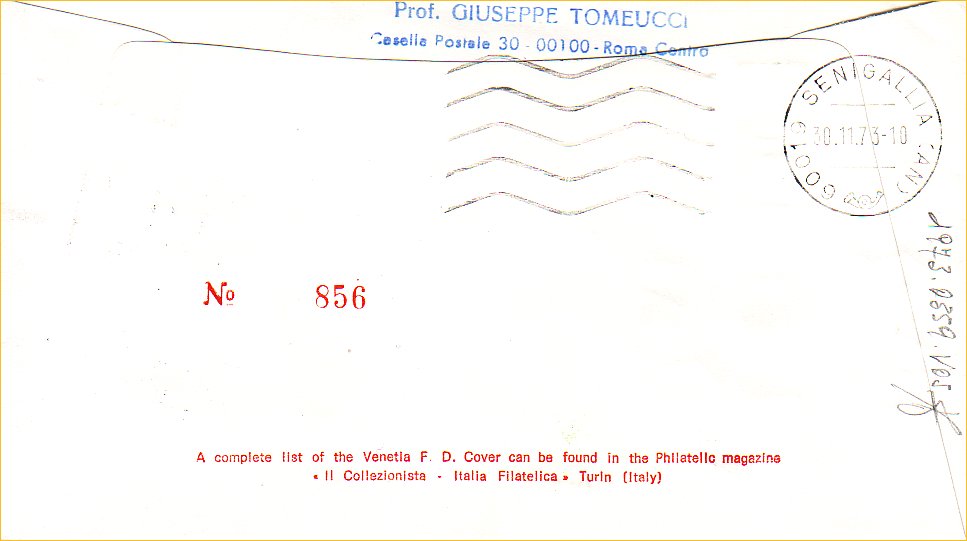 Prof. GIUSEPPE TOMEUCCI
Casella Postale 30 - 00100 - Roma Centro
60019 SENIGALLIA (AN)
30.11.73-10
No 856
A complete list of the Venetia F. D. Cover can be found in the Philatelic magazine
« Il Collezionista - Italia Filatelica » Turin (Italy)